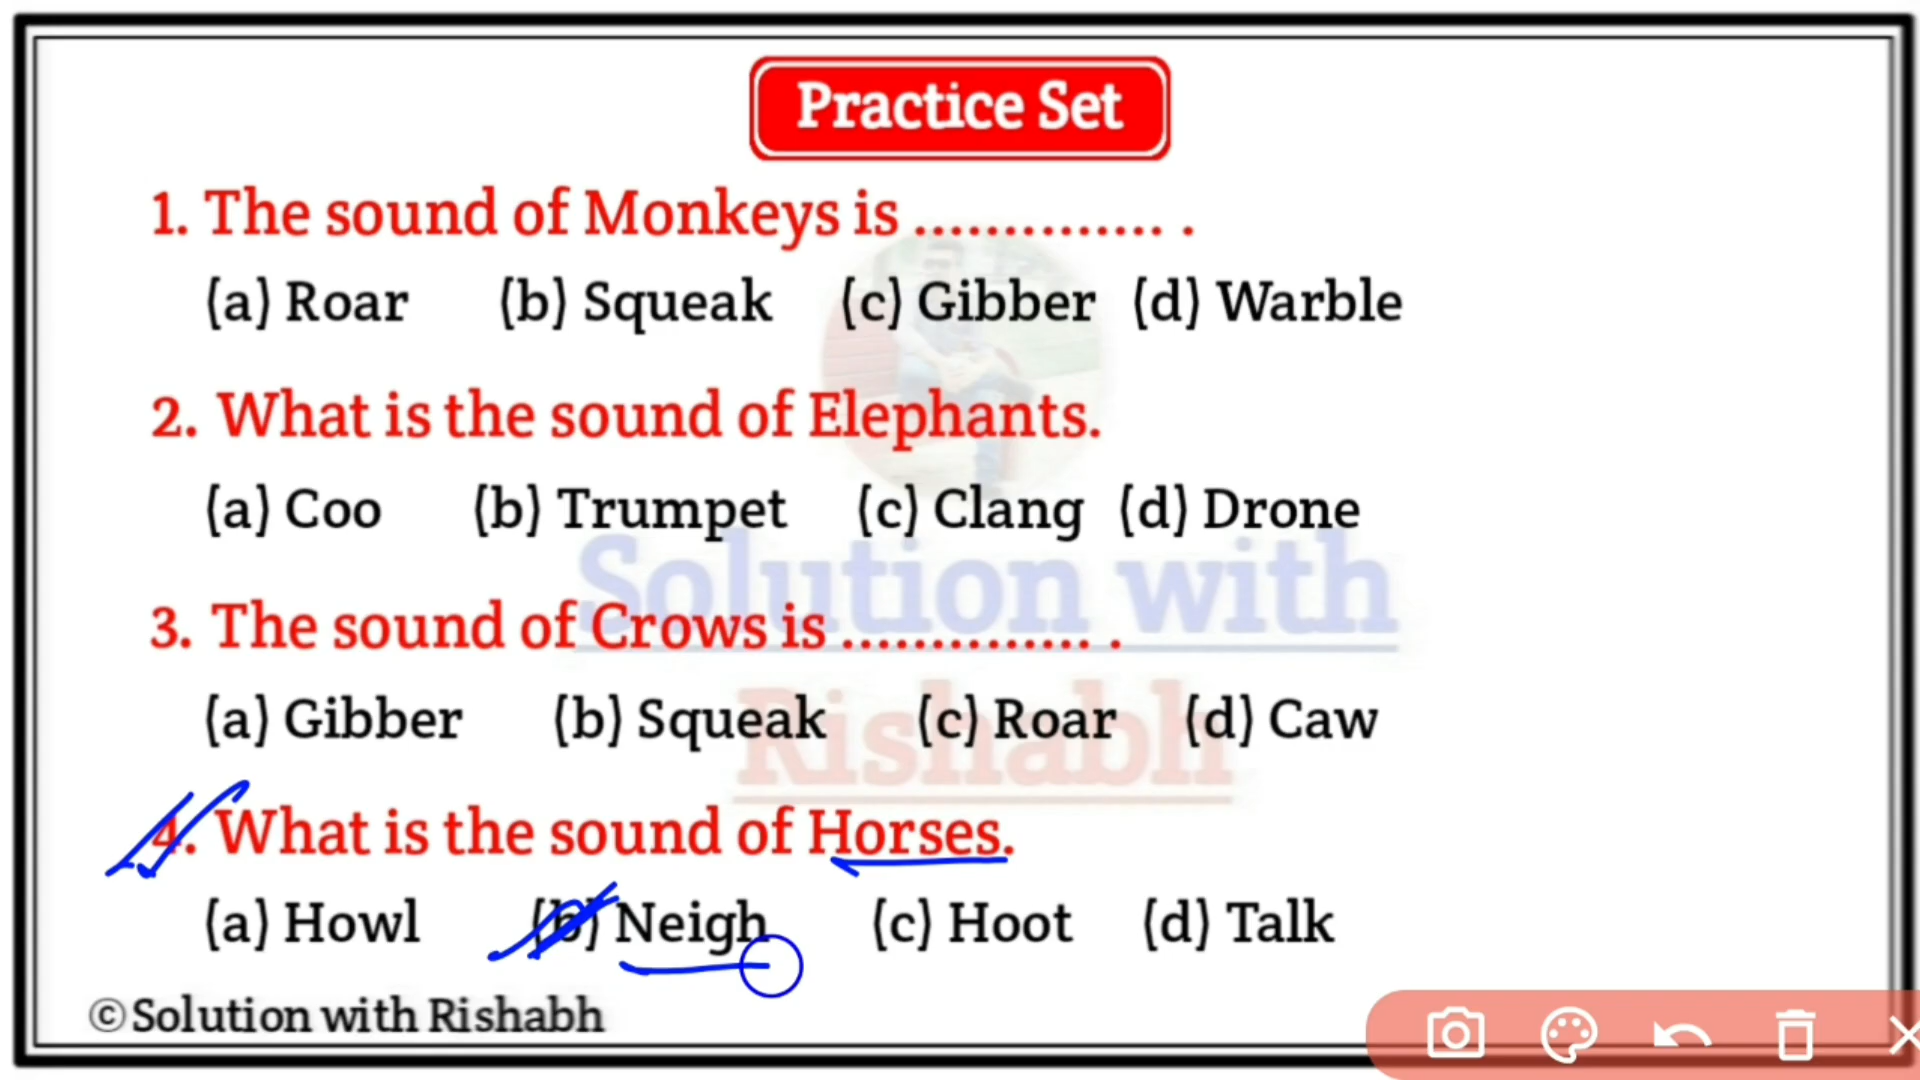 Practice Set
1. The sound of Monkeys is .............. .
(a) Roar (b) Squeak (c) Gibber (d) Warble
2. What is the sound of Elephants.
(a) Coo (b) Trumpet (c) Clang (d) Drone
Solution with
3. The sound of Crows is .............. .
Rishabh
(a) Gibber (b) Squeak (c) Roar (d) Caw
4. What is the sound of Horses.
(a) Howl (b) Neigh (c) Hoot (d) Talk
©Solution with Rishabh